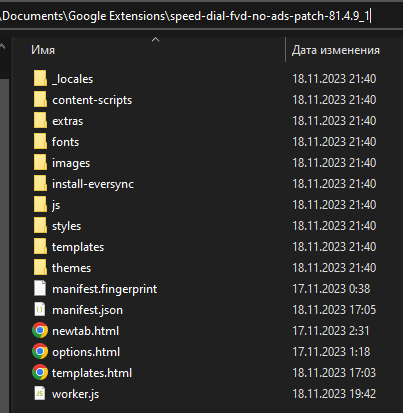 \Documents\Google Extensions\speed-dial-fvd-no-ads-patch-81.4.9_1
Имя Дата изменения
_locales 18.11.2023 21:40
content-scripts 18.11.2023 21:40
extras 18.11.2023 21:40
fonts 18.11.2023 21:40
images 18.11.2023 21:40
install-eversync 18.11.2023 21:40
js 18.11.2023 21:40
styles 18.11.2023 21:40
templates 18.11.2023 21:40
themes 18.11.2023 21:40
manifest.fingerprint 17.11.2023 0:38
manifest.json 18.11.2023 17:05
newtab.html 17.11.2023 2:31
options.html 17.11.2023 1:18
templates.html 18.11.2023 17:03
worker.js 18.11.2023 19:42